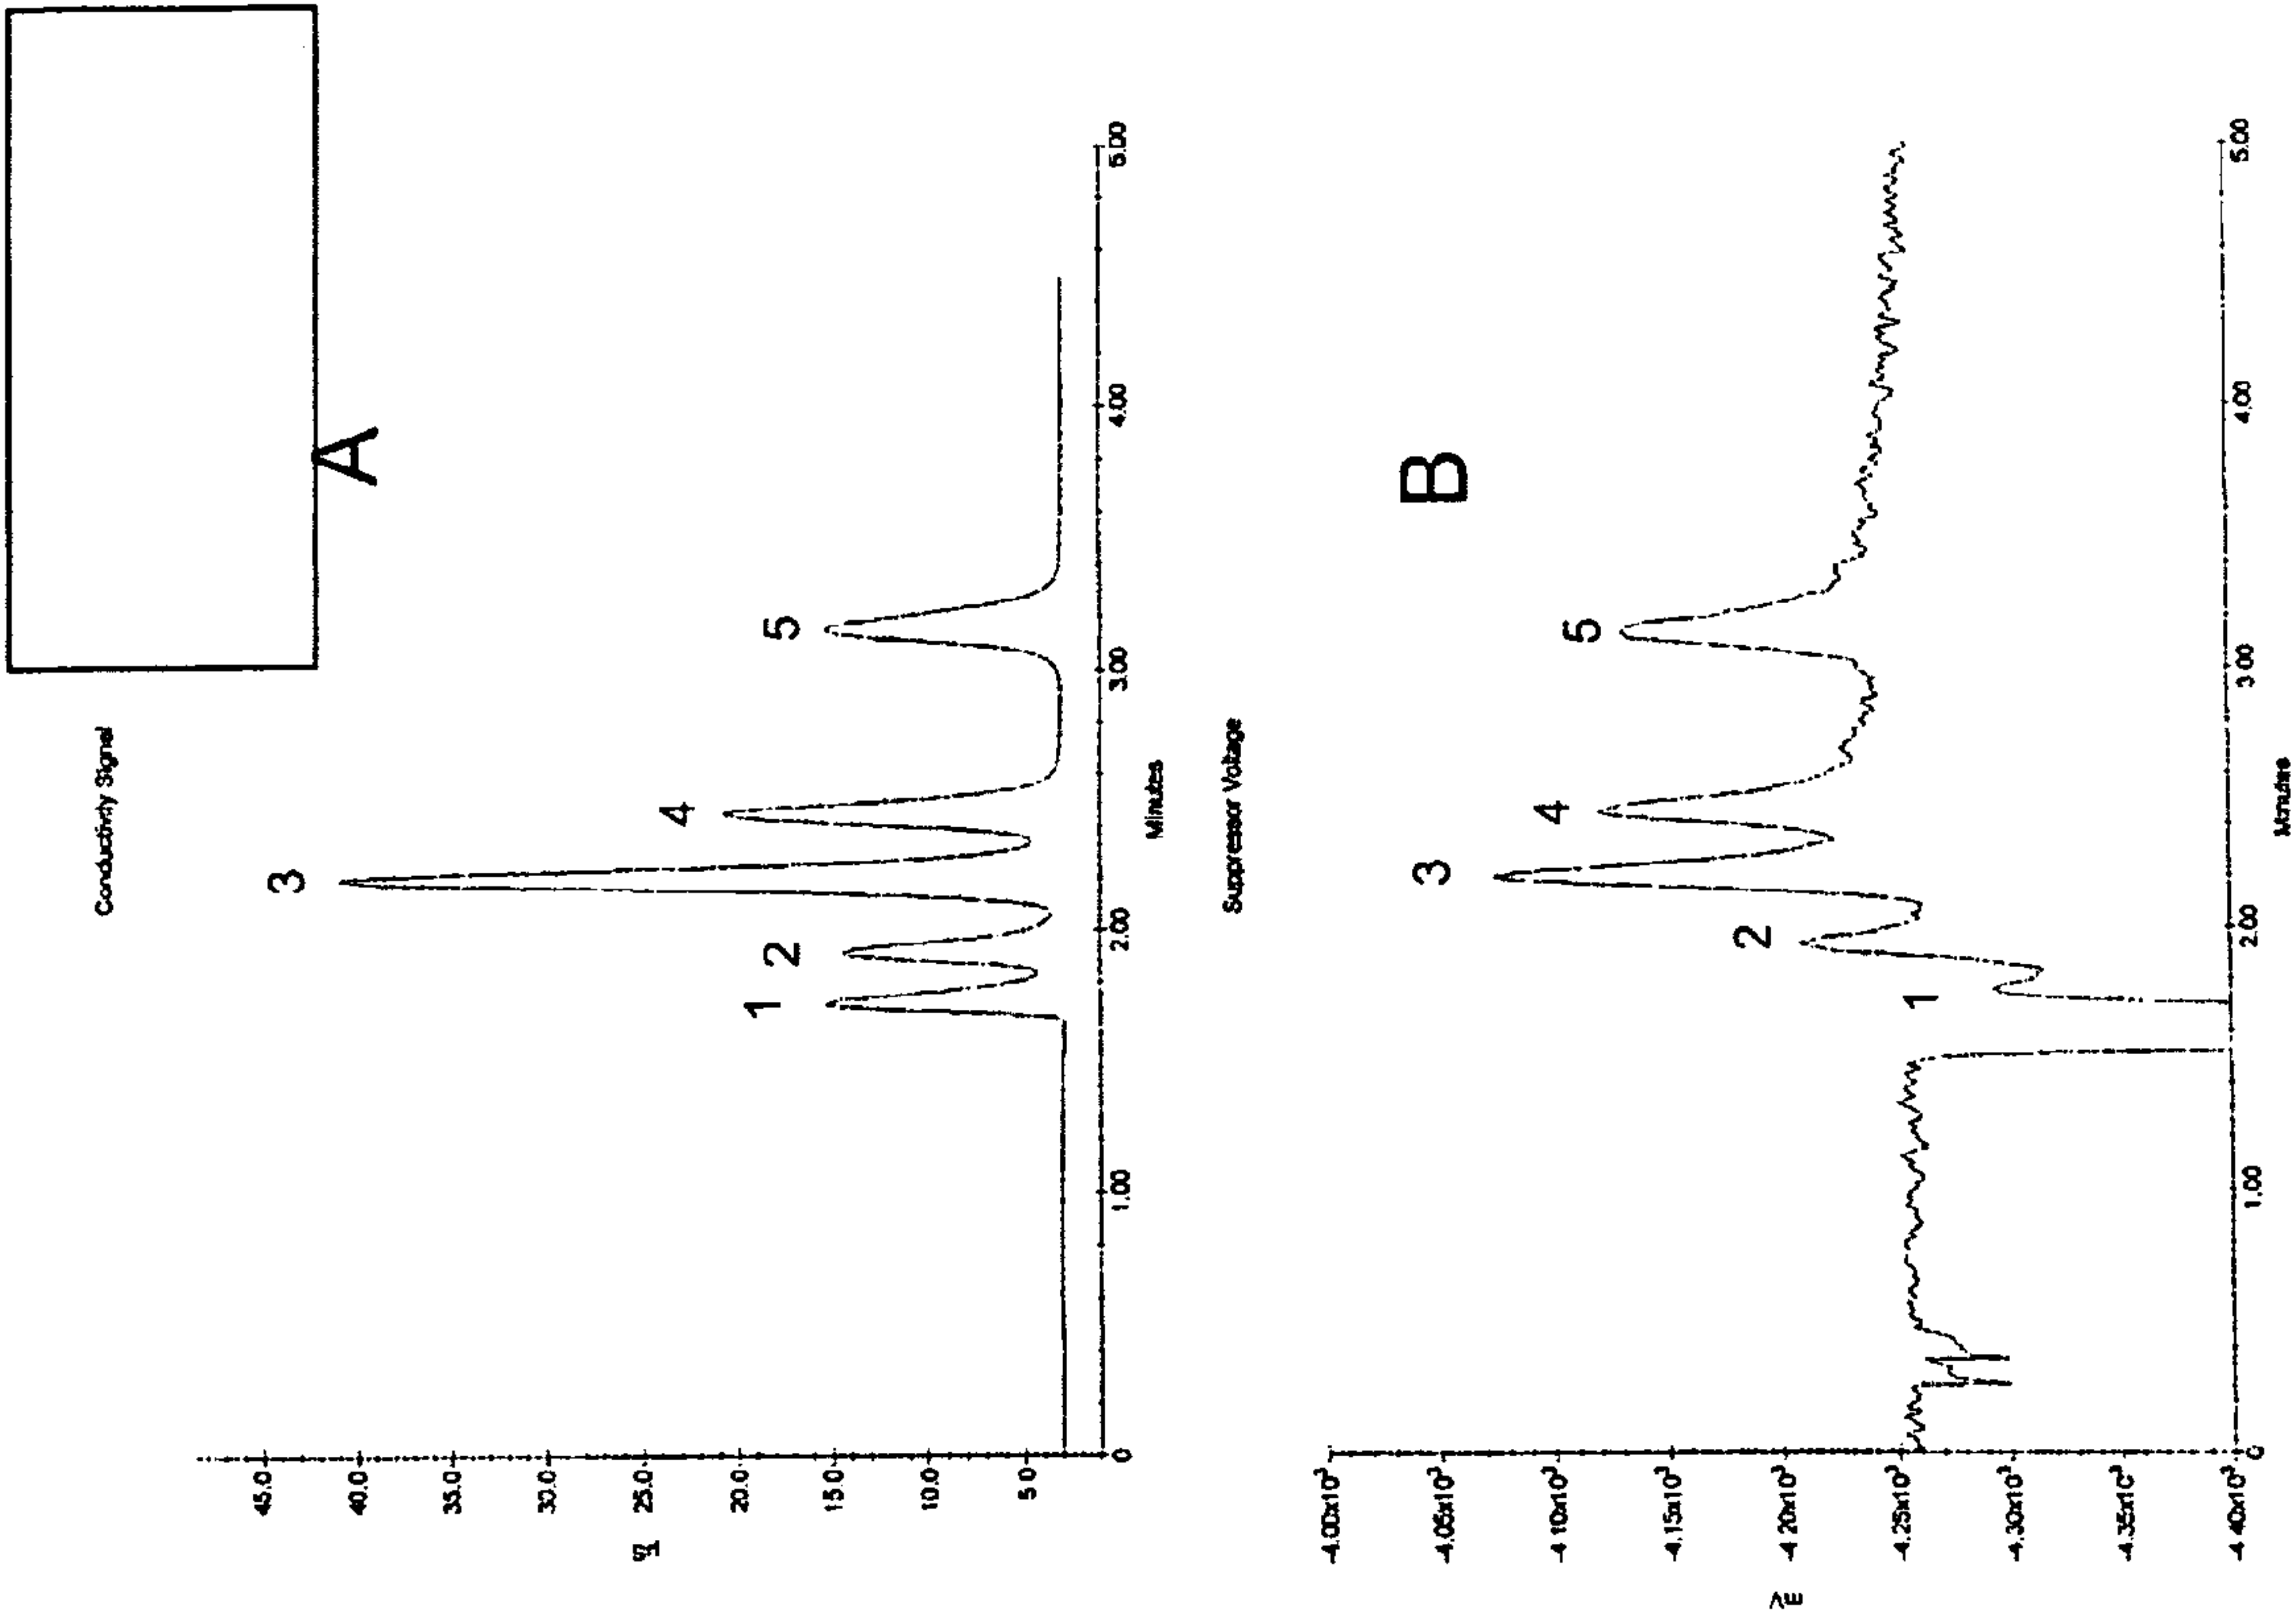 Conductivity Signal
A
3
4
1 2 5
45.0
40.0
35.0
30.0
25.0
20.0
15.0
10.0
5.0
µS
0 1.00 2.00 3.00 4.00 5.00
Minutes
Suppressor Voltage
B
3
4
5
2
1
-4.00x10³
-4.05x10³
-4.10x10³
-4.15x10³
-4.20x10³
-4.25x10³
-4.30x10³
-4.35x10³
-4.40x10³
mV
0 1.00 2.00 3.00 4.00 5.00
Minutes